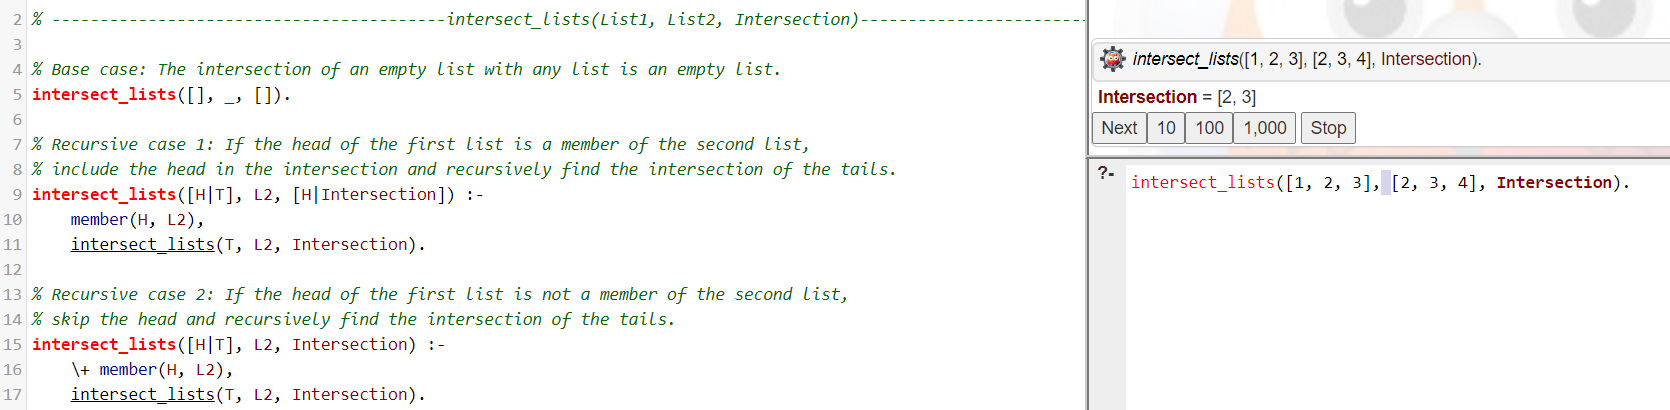 2 % -----------------------------------------intersect_lists(List1, List2, Intersection)-----------------------
3
4 % Base case: The intersection of an empty list with any list is an empty list.
5 intersect_lists([], _, []).
6
7 % Recursive case 1: If the head of the first list is a member of the second list,
8 % include the head in the intersection and recursively find the intersection of the tails.
9 intersect_lists([H|T], L2, [H|Intersection]) :-
10     member(H, L2),
11     intersect_lists(T, L2, Intersection).
12
13 % Recursive case 2: If the head of the first list is not a member of the second list,
14 % skip the head and recursively find the intersection of the tails.
15 intersect_lists([H|T], L2, Intersection) :-
16     \+ member(H, L2),
17     intersect_lists(T, L2, Intersection).
intersect_lists([1, 2, 3], [2, 3, 4], Intersection).
Intersection = [2, 3]
Next 10 100 1,000 Stop
?- intersect_lists([1, 2, 3], [2, 3, 4], Intersection).